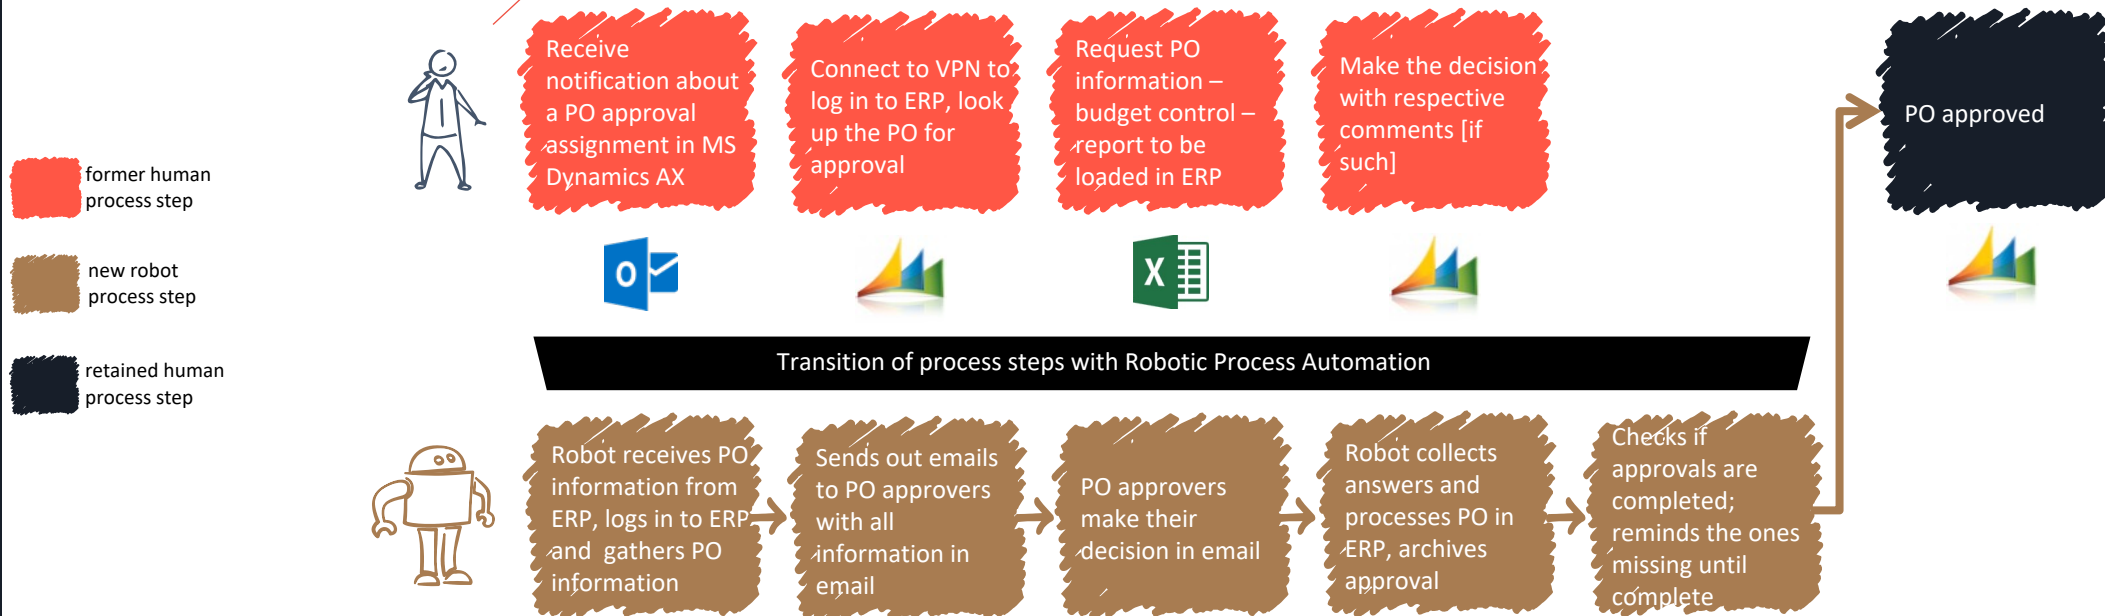 Receive
notification about
a PO approval
assignment in MS
Dynamics AX
Connect to VPN to
log in to ERP, look
up the PO for
approval
Request PO
information –
budget control –
report to be
loaded in ERP
Make the decision
with respective
comments [if
such]
PO approved
former human
process step
new robot
process step
retained human
process step
O
X
Transition of process steps with Robotic Process Automation
Robot receives PO
information from
ERP, logs in to ERP
and gathers PO
information
Sends out emails
to PO approvers
with all
information in
email
PO approvers
make their
decision in email
Robot collects
answers and
processes PO in
ERP, archives
approval
Checks if
approvals are
completed;
reminds the ones
missing until
complete